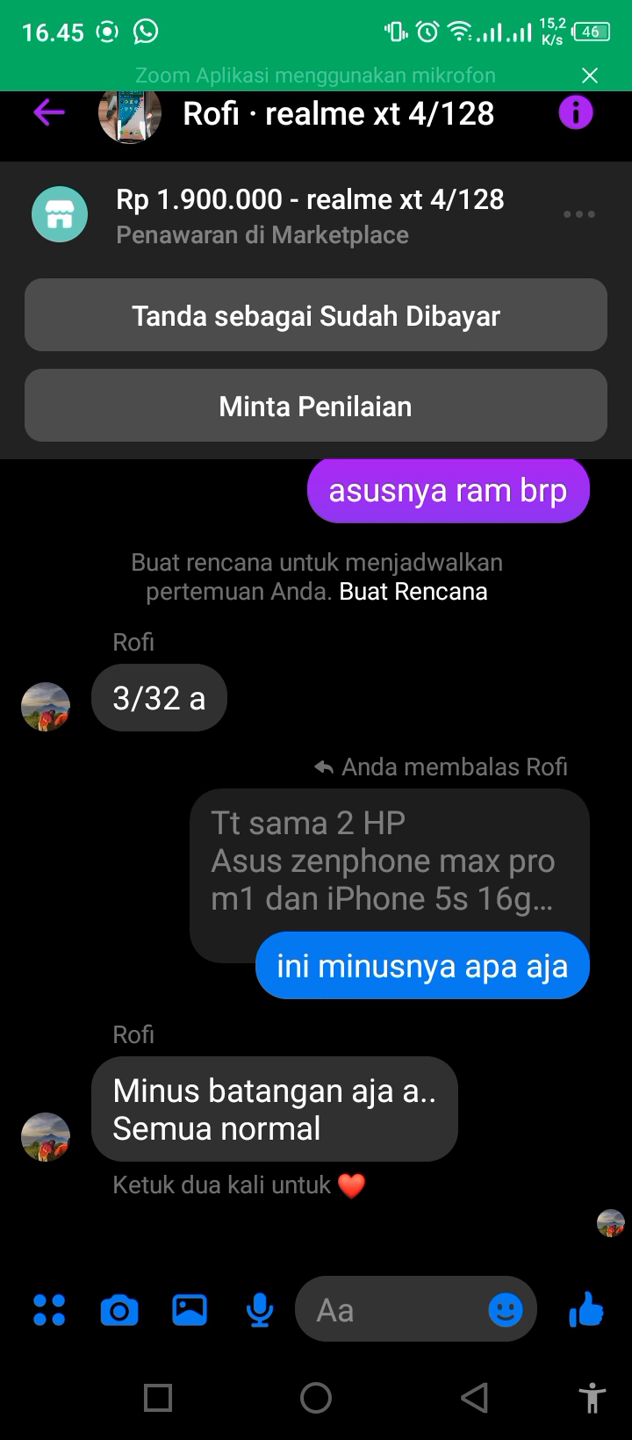 16.45
15,2
K/s
46
Zoom Aplikasi menggunakan mikrofon
Rofi · realme xt 4/128
Rp 1.900.000 - realme xt 4/128
Penawaran di Marketplace
Tanda sebagai Sudah Dibayar
Minta Penilaian
asusnya ram brp
Buat rencana untuk menjadwalkan
pertemuan Anda. Buat Rencana
Rofi
3/32 a
Anda membalas Rofi
Tt sama 2 HP
Asus zenphone max pro
m1 dan iPhone 5s 16g...
ini minusnya apa aja
Rofi
Minus batangan aja a..
Semua normal
Ketuk dua kali untuk ❤️
Aa